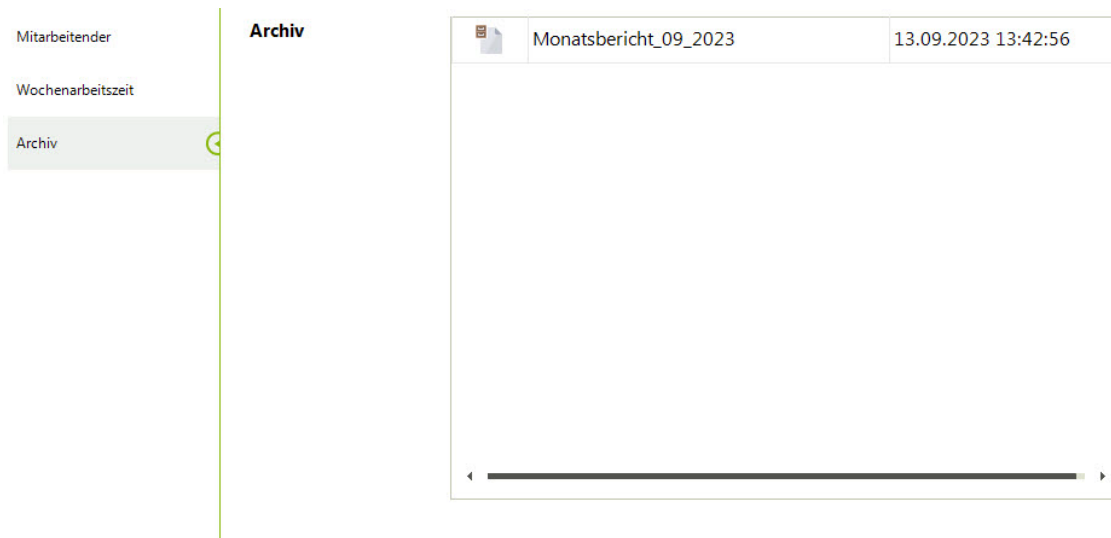 Mitarbeitender
Wochenarbeitszeit
Archiv
Archiv
Monatsbericht_09_2023 13.09.2023 13:42:56